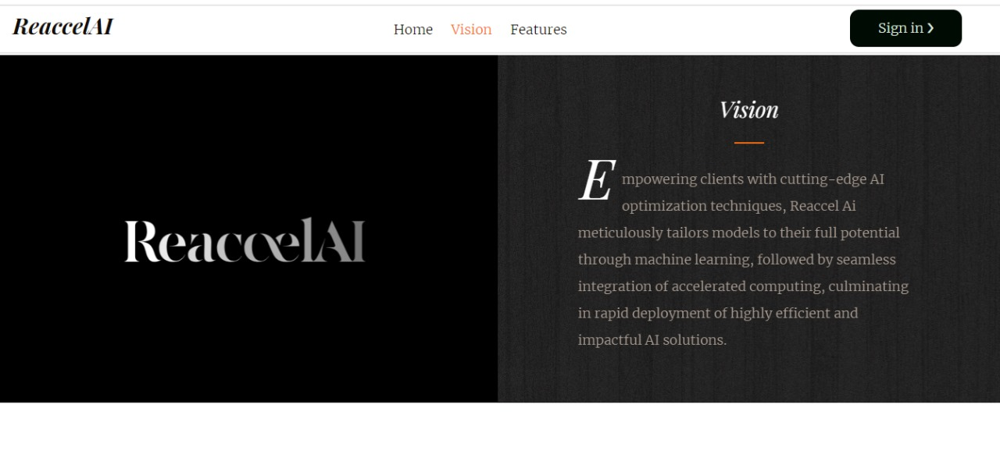 ReaccelAI
Home Vision Features
Sign in ❯
ReaccelAI
Vision
Empowering clients with cutting-edge AI
optimization techniques, Reaccel Ai
meticulously tailors models to their full potential
through machine learning, followed by seamless
integration of accelerated computing, culminating
in rapid deployment of highly efficient and
impactful AI solutions.